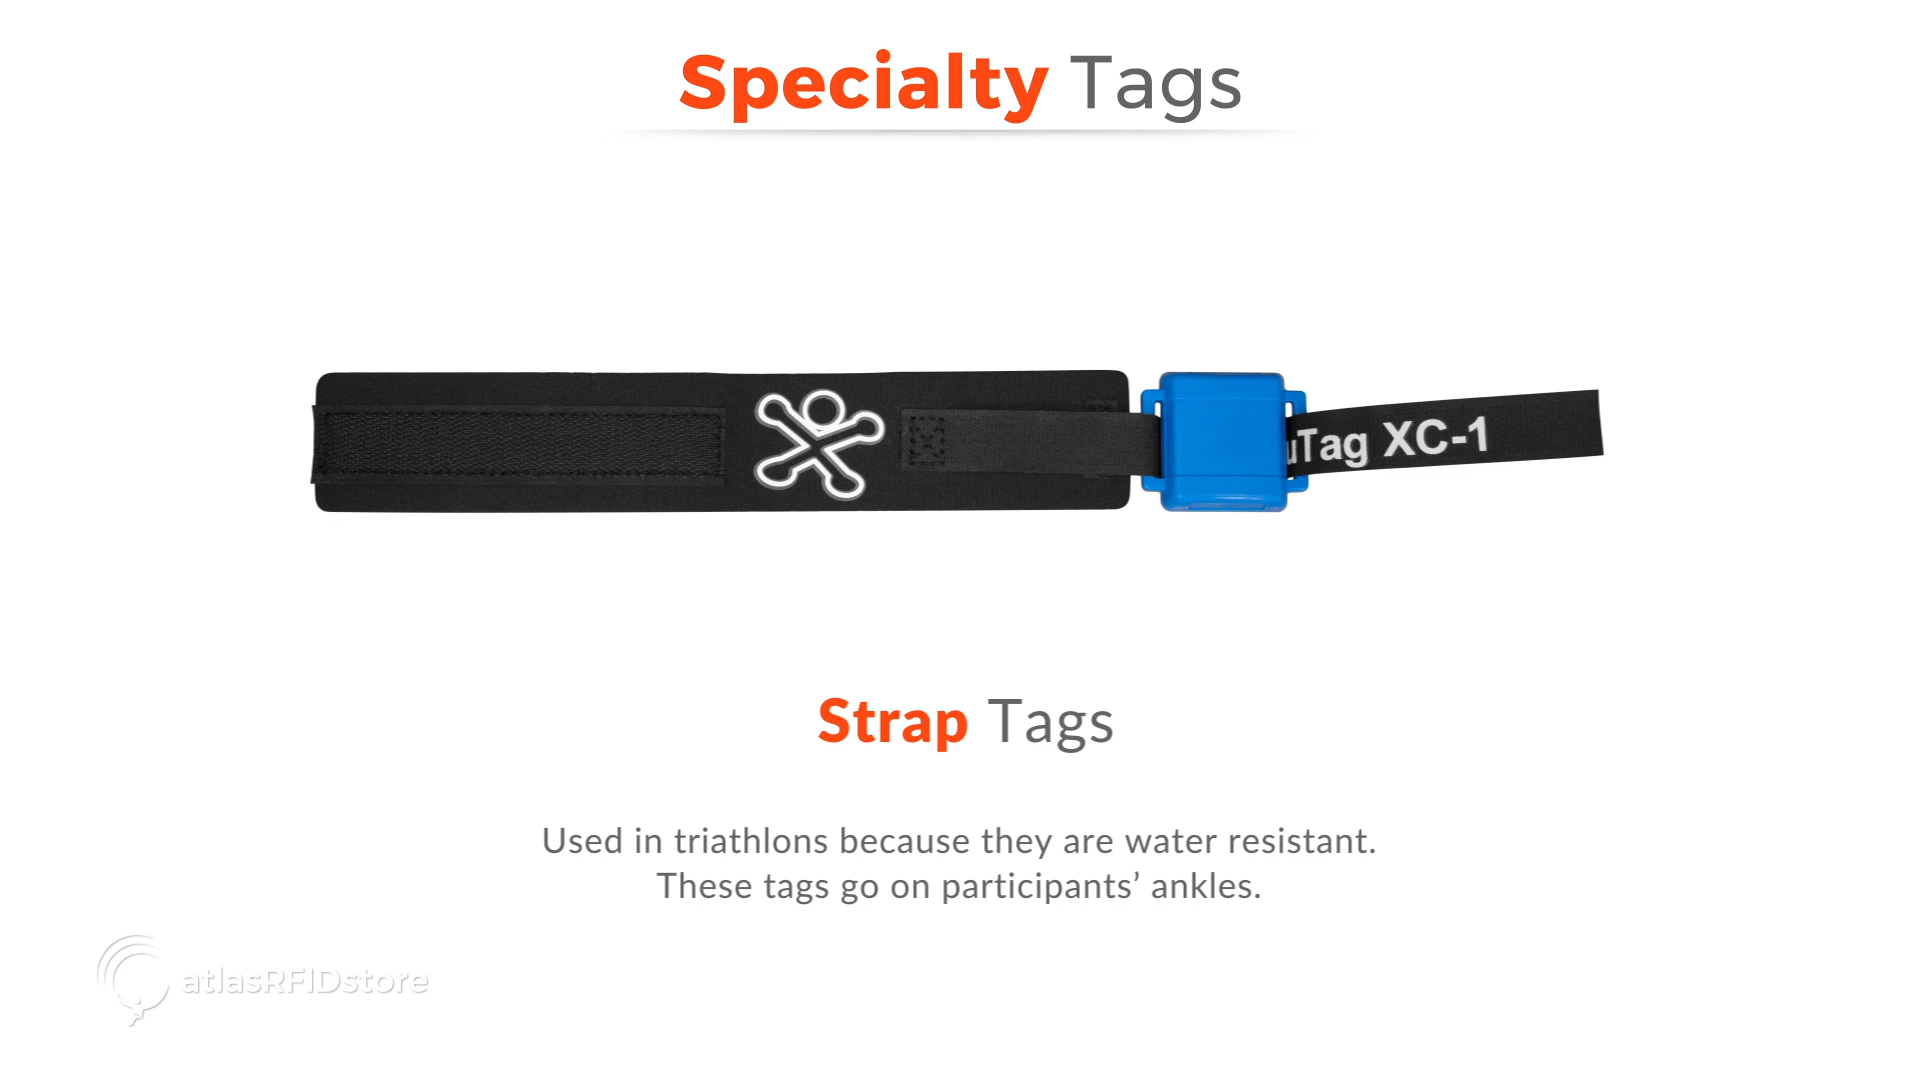 Specialty Tags
uTag XC-1
Strap Tags
Used in triathlons because they are water resistant.
These tags go on participants’ ankles.
atlasRFIDstore